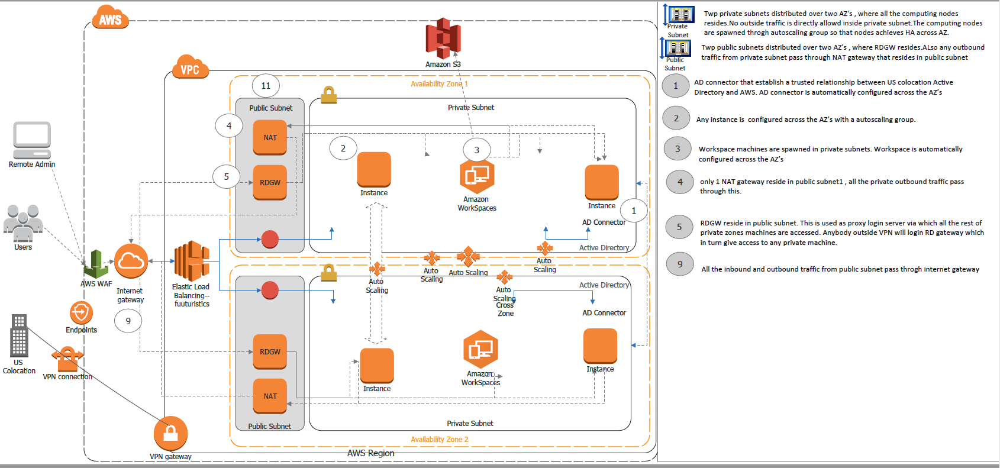 AWS
Amazon S3
VPC
Availability Zone 1
11
Public Subnet
Private Subnet
4
NAT
2
3
5
RDGW
Instance
Amazon
WorkSpaces
Instance
1
AD Connector
Active Directory
Remote Admin
Users
AWS WAF
Internet
gateway
Elastic Load
Balancing--
fuuturistics
9
Endpoints
US
Colocation
VPN connection
VPN gateway
Auto
Scaling
Auto
Scaling
Auto Scaling
Auto
Scaling
Auto
Scaling
Cross
Zone
Active Directory
AD Connector
RDGW
NAT
Public Subnet
Instance
Amazon
WorkSpaces
Instance
Private Subnet
Availability Zone 2
AWS Region
Private
Subnet
Twp private subnets distributed over two AZ's , where all the computing nodes
resides.No outside traffic is directly allowd inside private subnet.The computing nodes
are spawned throgh autoscaling group so that nodes achieves HA across AZ.
Public
Subnet
Twp public subnets distributed over two AZ's , where RDGW resides.ALso any outbound
traffic from private subnet pass through NAT gateway that resides in public subnet
1
AD connector that establish a trusted relationship between US colocation Active
Directory and AWS. AD connector is automatically configured across the AZ's
2
Any instance is configured across the AZ's with a autoscaling group.
3
Workspace machines are spawned in private subnets. Workspace is automatically
configured across the AZ's
4
only 1 NAT gateway reside in public subnet1 , all the private outbound traffic pass
through this.
5
RDGW reside in public subnet. This is used as proxy login server via which all the rest of
private zones machines are accessed. Anybody outside VPN will login RD gateway which
in turn give access to any private machine.
9
All the inbound and outbound traffic from public subnet pass throgh internet gateway